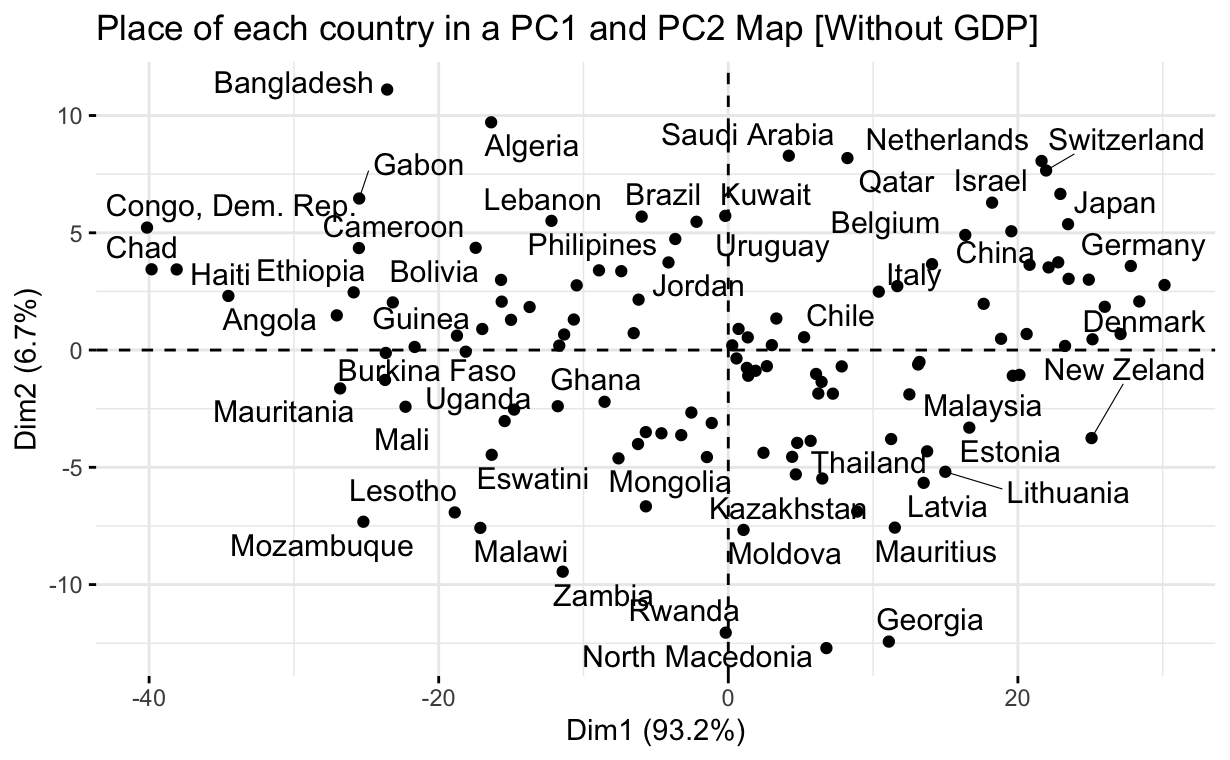 Place of each country in a PC1 and PC2 Map [Without GDP]
Bangladesh
10
Algeria
Saudi Arabia
Netherlands
Switzerland
Gabon
Qatar
Israel
Lebanon
Brazil
Kuwait
Japan
Congo, Dem. Rep.
Cameroon
Belgium
5
Chad
Philipines
Uruguay
China
Germany
Haiti
Ethiopia
Bolivia
Jordan
Italy
Angola
Guinea
Chile
Denmark
0
Burkina Faso
Ghana
New Zeland
Mauritania
Uganda
Malaysia
Mali
Estonia
-5
Eswatini
Mongolia
Thailand
Lithuania
Lesotho
Kazakhstan
Latvia
Mozambuque
Malawi
Moldova
Mauritius
-10
Zambia
Rwanda
Georgia
North Macedonia
-40
-20
0
20
Dim1 (93.2%)
Dim2 (6.7%)